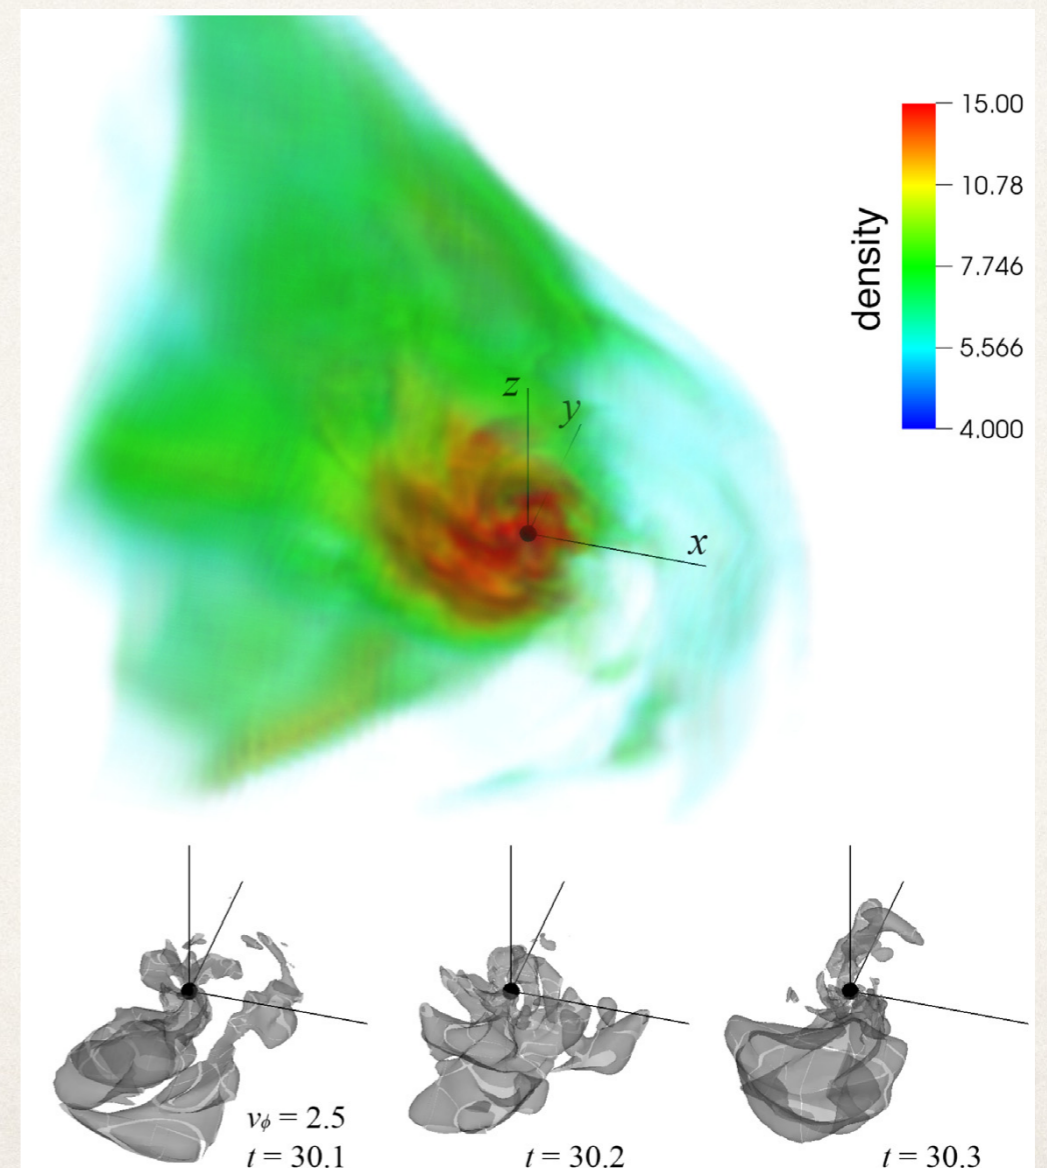 15.00
10.78
density
7.746
5.566
4.000
z
y
x
v_ϕ = 2.5
t = 30.1
t = 30.2
t = 30.3